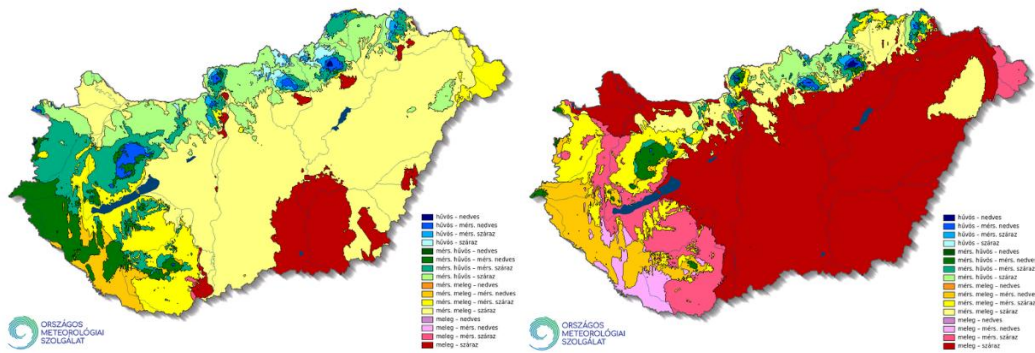 hűvös – nedves
hűvös – mérs. nedves
hűvös – mérs. száraz
hűvös – száraz
mérs. hűvös – nedves
mérs. hűvös – mérs. nedves
mérs. hűvös – mérs. száraz
mérs. hűvös – száraz
mérs. meleg – nedves
mérs. meleg – mérs. nedves
mérs. meleg – mérs. száraz
mérs. meleg – száraz
meleg – nedves
meleg – mérs. nedves
meleg – mérs. száraz
meleg – száraz
ORSZÁGOS
METEOROLÓGIAI
SZOLGÁLAT
hűvös – nedves
hűvös – mérs. nedves
hűvös – mérs. száraz
hűvös – száraz
mérs. hűvös – nedves
mérs. hűvös – mérs. nedves
mérs. hűvös – mérs. száraz
mérs. hűvös – száraz
mérs. meleg – nedves
mérs. meleg – mérs. nedves
mérs. meleg – mérs. száraz
mérs. meleg – száraz
meleg – nedves
meleg – mérs. nedves
meleg – mérs. száraz
meleg – száraz
ORSZÁGOS
METEOROLÓGIAI
SZOLGÁLAT